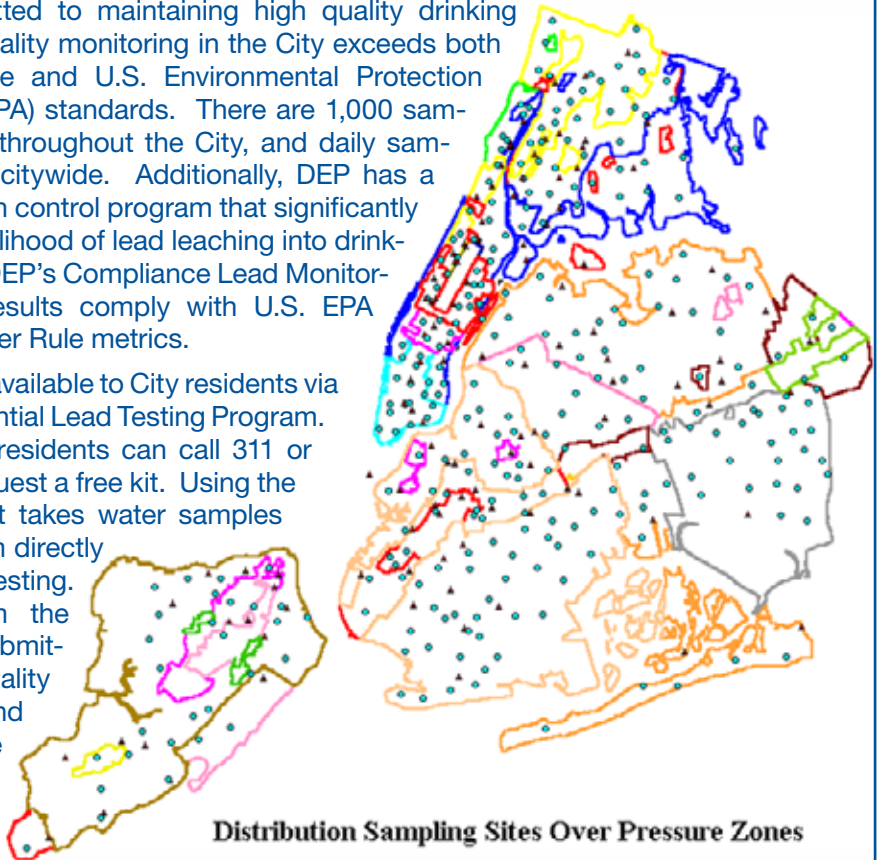 tted to maintaining high quality drinking
ality monitoring in the City exceeds both
e and U.S. Environmental Protection
PA) standards. There are 1,000 sam-
throughout the City, and daily sam-
citywide. Additionally, DEP has a
n control program that significantly
lihood of lead leaching into drink-
DEP's Compliance Lead Monitor-
esults comply with U.S. EPA
er Rule metrics.
available to City residents via
ntial Lead Testing Program.
residents can call 311 or
uest a free kit. Using the
t takes water samples
n directly
esting.
n the
ubmit-
ality
nd
e
Distribution Sampling Sites Over Pressure Zones